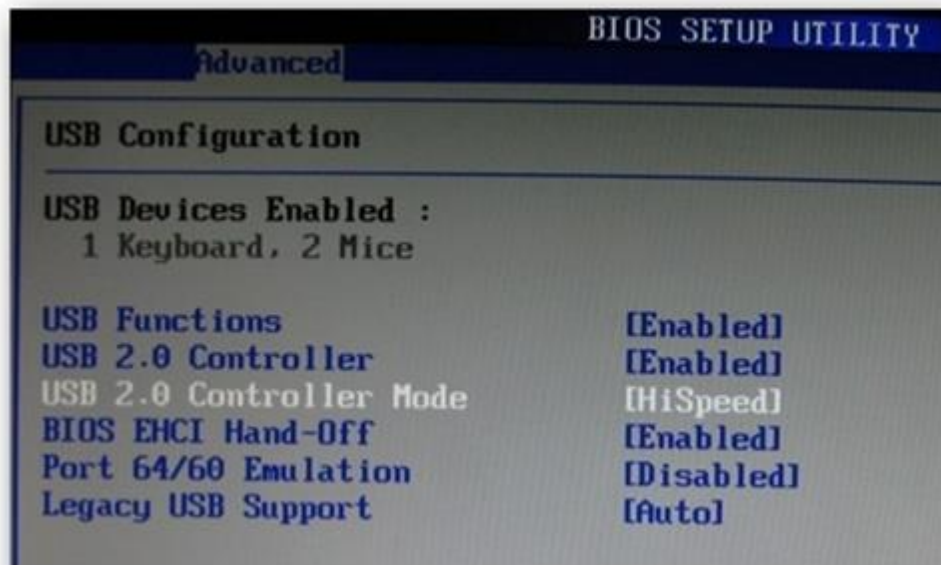 BIOS SETUP UTILITY
Advanced
USB Configuration
USB Devices Enabled :
1 Keyboard, 2 Mice
USB Functions [Enabled]
USB 2.0 Controller [Enabled]
USB 2.0 Controller Mode [HiSpeed]
BIOS EHCI Hand-Off [Enabled]
Port 64/60 Emulation [Disabled]
Legacy USB Support [Auto]